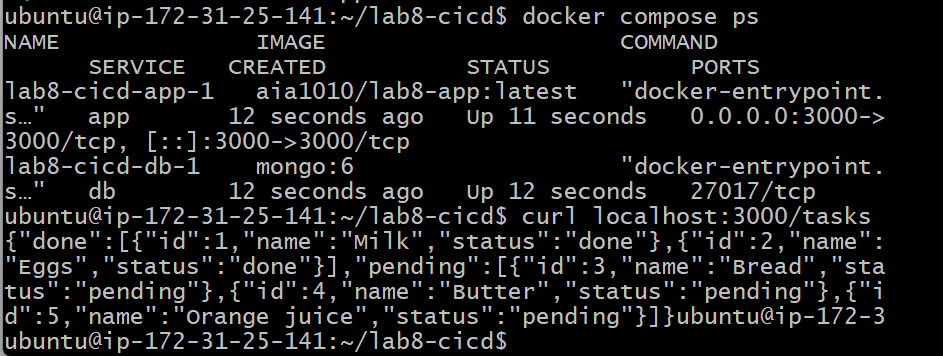 ubuntu@ip-172-31-25-141:~/lab8-cicd$ docker compose ps
NAME IMAGE COMMAND
SERVICE CREATED STATUS PORTS
lab8-cicd-app-1 aia1010/lab8-app:latest "docker-entrypoint.
s…" app 12 seconds ago Up 11 seconds 0.0.0.0:3000->
3000/tcp, [::]:3000->3000/tcp
lab8-cicd-db-1 mongo:6 "docker-entrypoint.
s…" db 12 seconds ago Up 12 seconds 27017/tcp
ubuntu@ip-172-31-25-141:~/lab8-cicd$ curl localhost:3000/tasks
{"done":[{"id":1,"name":"Milk","status":"done"},{"id":2,"name":
"Eggs","status":"done"}],"pending":[{"id":3,"name":"Bread","sta
tus":"pending"},{"id":4,"name":"Butter","status":"pending"},{"i
d":5,"name":"Orange juice","status":"pending"}]}ubuntu@ip-172-3
ubuntu@ip-172-31-25-141:~/lab8-cicd$